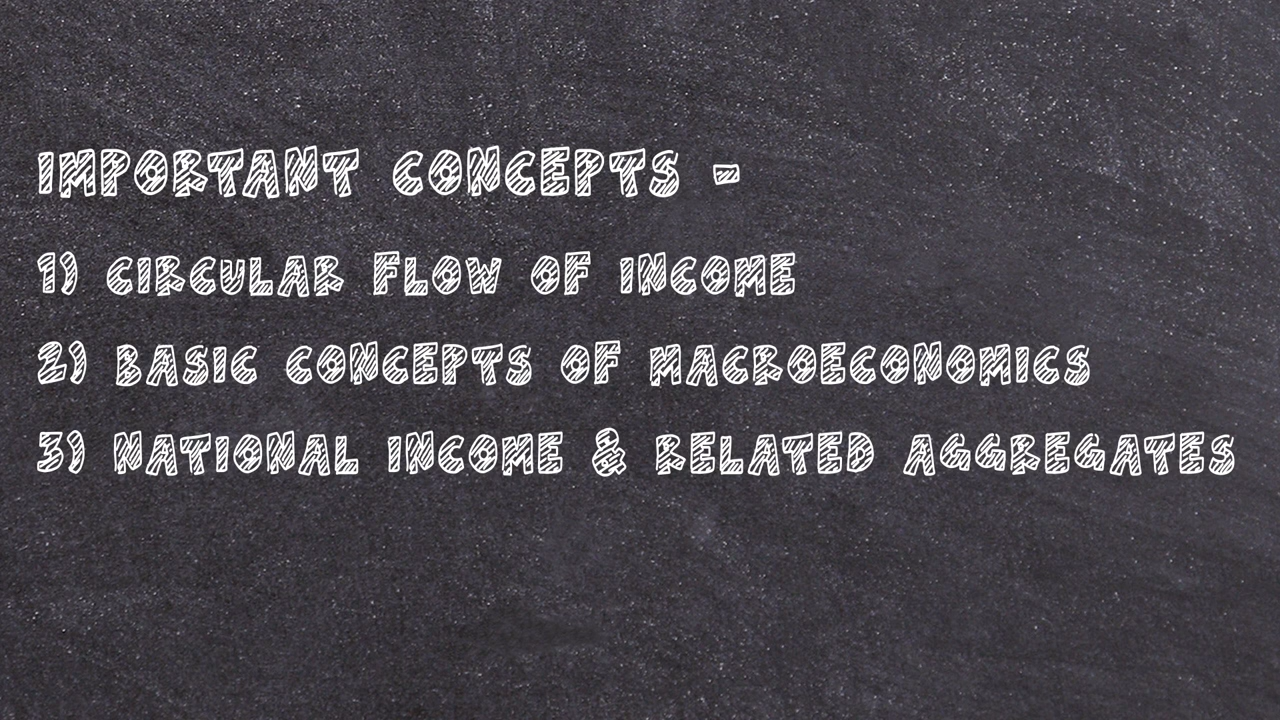 IMPORTANT CONCEPTS -
1) CIRCULAR FLOW OF INCOME
2) BASIC CONCEPTS OF MACROECONOMICS
3) NATIONAL INCOME & RELATED AGGREGATES